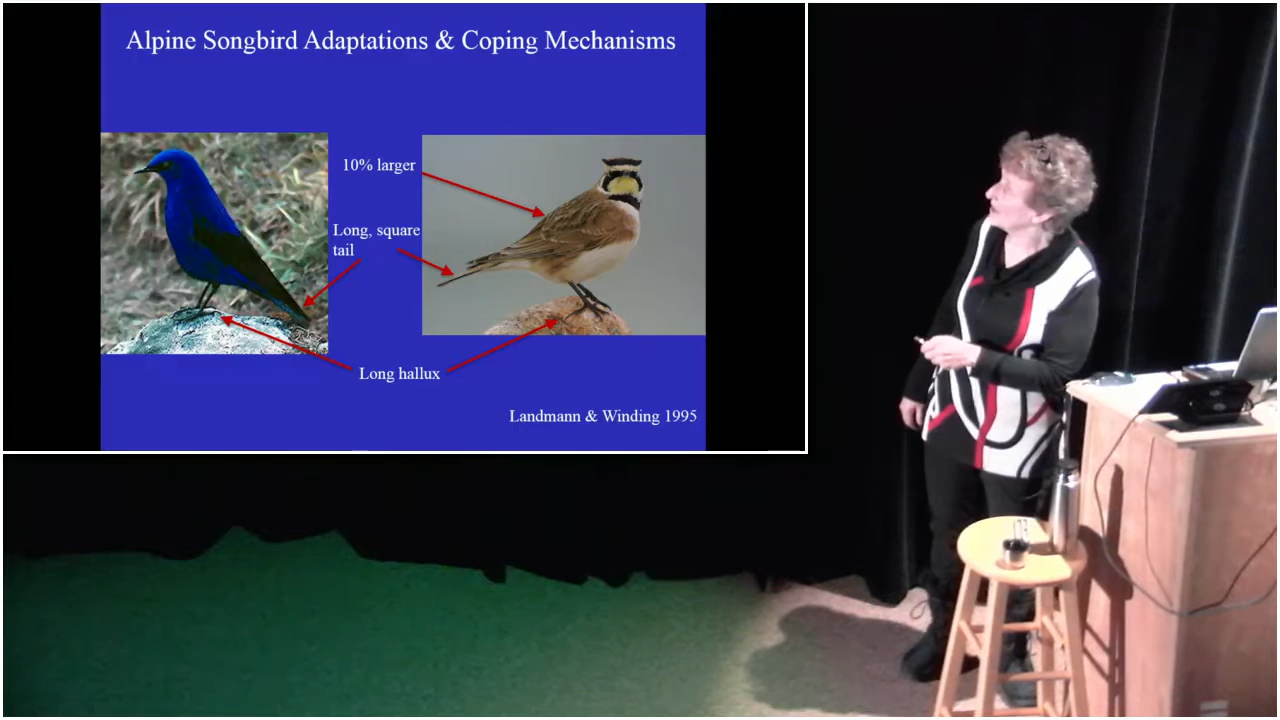 Alpine Songbird Adaptations & Coping Mechanisms
10% larger
Long, square
tail
Long hallux
Landmann & Winding 1995